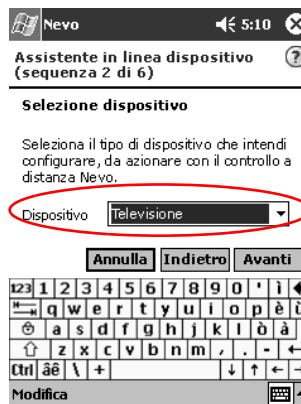 Nevo 5:10
Assistente in linea dispositivo
(sequenza 2 di 6)
?
Selezione dispositivo
Seleziona il tipo di dispositivo che intendi
configurare, da azionare con il controllo a
distanza Nevo.
Dispositivo Televisione
Annulla Indietro Avanti
123 1 2 3 4 5 6 7 8 9 0 ' ì
q w e r t y u i o p è ù
a s d f g h j k l ò à
z x c v b n m , . -
Ctrl âê \ +
Modifica